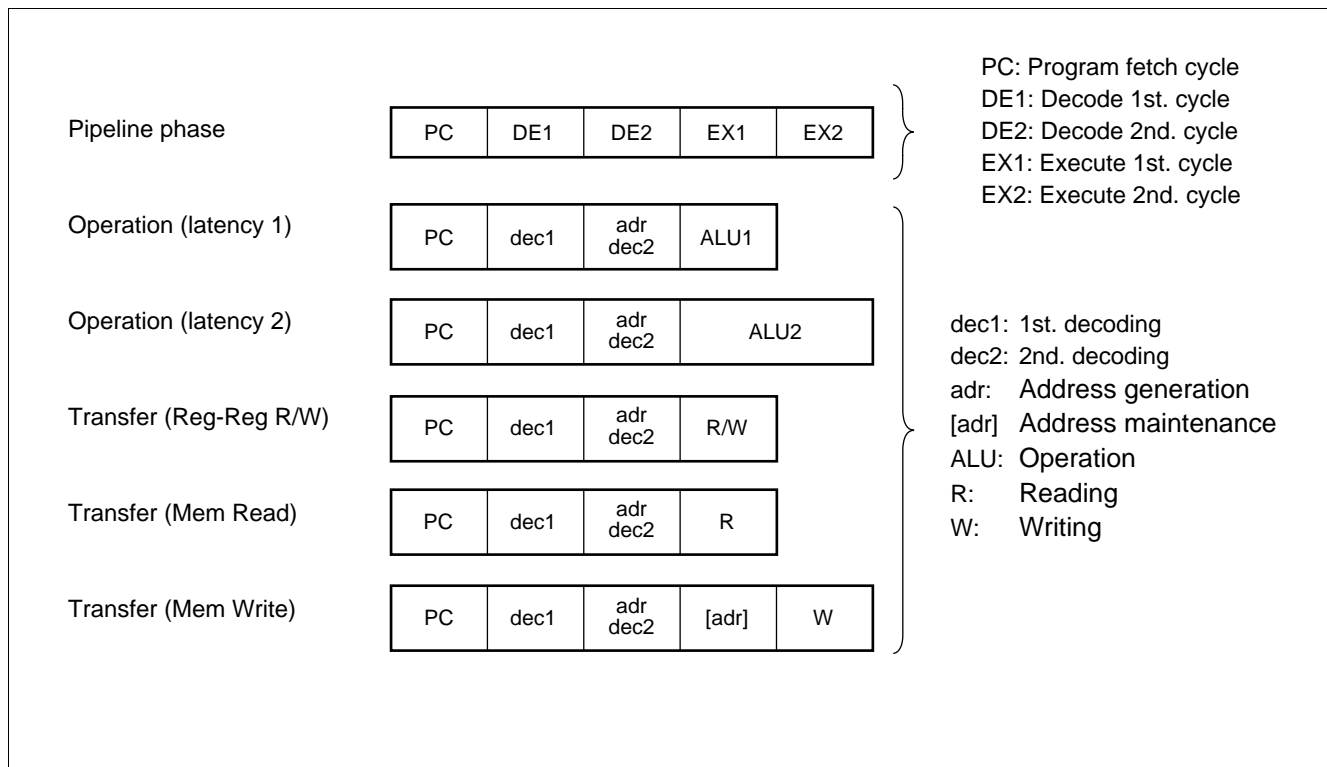 PC: Program fetch cycle
DE1: Decode 1st. cycle
DE2: Decode 2nd. cycle
EX1: Execute 1st. cycle
EX2: Execute 2nd. cycle
Pipeline phase
PC DE1 DE2 EX1 EX2
Operation (latency 1)
PC dec1 adr dec2 ALU1
Operation (latency 2)
PC dec1 adr dec2 ALU2
Transfer (Reg-Reg R/W)
PC dec1 adr dec2 R/W
Transfer (Mem Read)
PC dec1 adr dec2 R
Transfer (Mem Write)
PC dec1 adr dec2 [adr] W
dec1: 1st. decoding
dec2: 2nd. decoding
adr: Address generation
[adr] Address maintenance
ALU: Operation
R: Reading
W: Writing